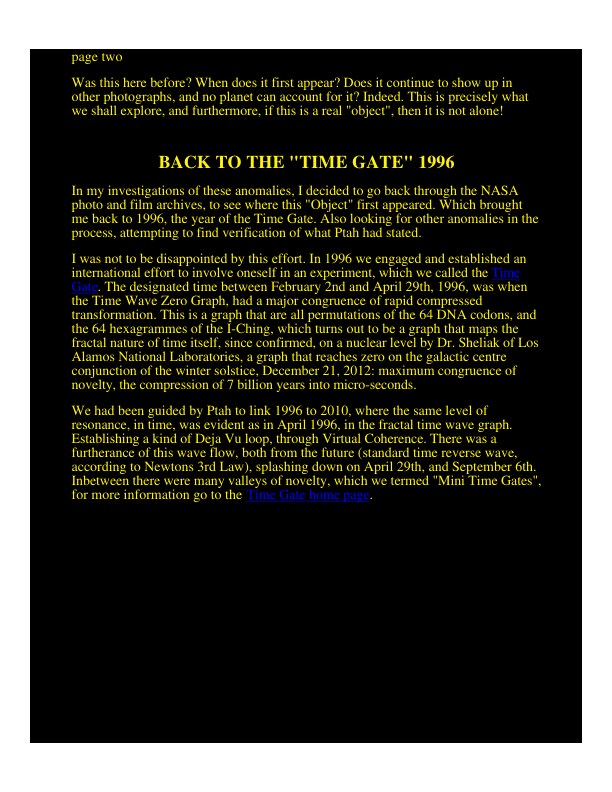 page two
Was this here before? When does it first appear? Does it continue to show up in
other photographs, and no planet can account for it? Indeed. This is precisely what
we shall explore, and furthermore, if this is a real "object", then it is not alone!
BACK TO THE "TIME GATE" 1996
In my investigations of these anomalies, I decided to go back through the NASA
photo and film archives, to see where this "Object" first appeared. Which brought
me back to 1996, the year of the Time Gate. Also looking for other anomalies in the
process, attempting to find verification of what Ptah had stated.
I was not to be disappointed by this effort. In 1996 we engaged and established an
international effort to involve oneself in an experiment, which we called the Time
Gate. The designated time between February 2nd and April 29th, 1996, was when
the Time Wave Zero Graph, had a major congruence of rapid compressed
transformation. This is a graph that are all permutations of the 64 DNA codons, and
the 64 hexagrammes of the I-Ching, which turns out to be a graph that maps the
fractal nature of time itself, since confirmed, on a nuclear level by Dr. Sheliak of Los
Alamos National Laboratories, a graph that reaches zero on the galactic centre
conjunction of the winter solstice, December 21, 2012: maximum congruence of
novelty, the compression of 7 billion years into micro-seconds.
We had been guided by Ptah to link 1996 to 2010, where the same level of
resonance, in time, was evident as in April 1996, in the fractal time wave graph.
Establishing a kind of Deja Vu loop, through Virtual Coherence. There was a
furtherance of this wave flow, both from the future (standard time reverse wave,
according to Newtons 3rd Law), splashing down on April 29th, and September 6th.
Inbetween there were many valleys of novelty, which we termed "Mini Time Gates",
for more information go to the Time Gate home page.